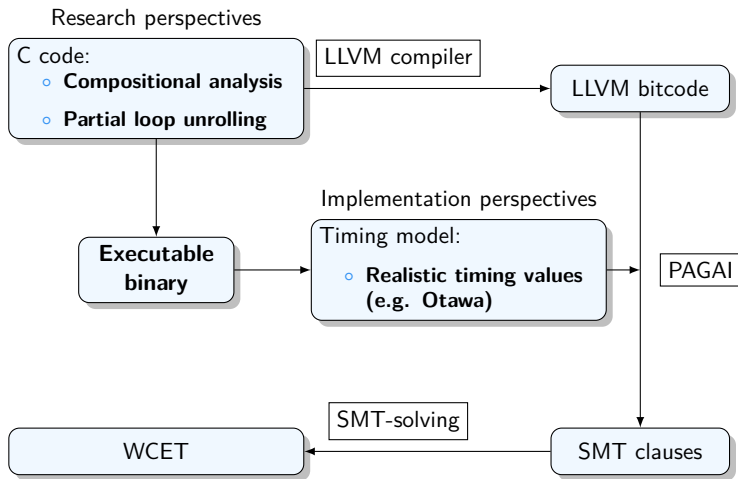 Research perspectives
C code:
Compositional analysis
Partial loop unrolling
LLVM compiler
LLVM bitcode
Implementation perspectives
Timing model:
Realistic timing values
(e.g. Otawa)
Executable
binary
PAGAI
SMT-solving
WCET
SMT clauses